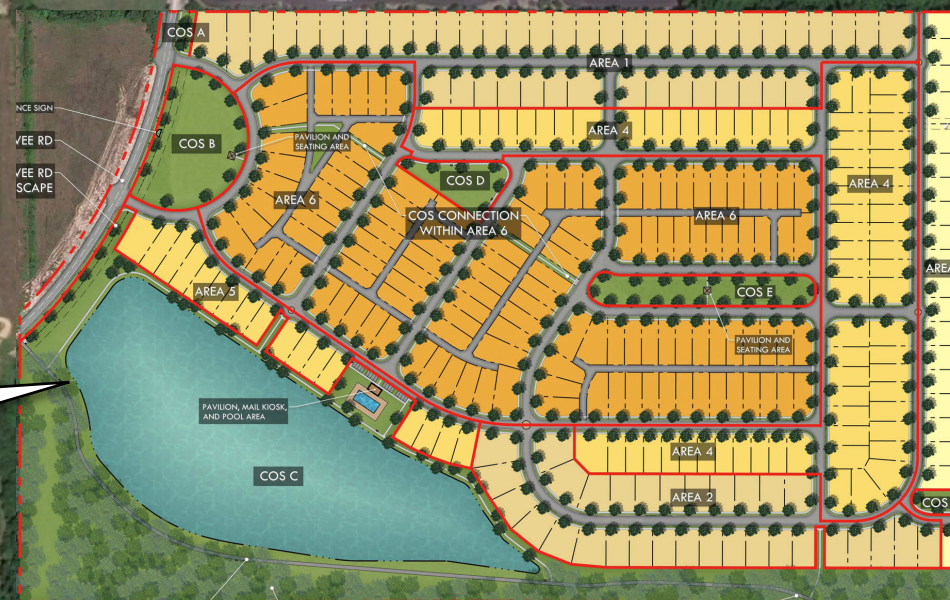 COS A
AREA 1
NCE SIGN
VEE RD
COS B
PAVILION AND
SEATING AREA
AREA 4
VEE RD
SCAPE
COS D
AREA 4
AREA 6
COS CONNECTION
WITHIN AREA 6
AREA 6
AREA
AREA 5
COS E
PAVILION AND
SEATING AREA
PAVILION, MAIL KIOSK,
AND POOL AREA
AREA 4
COS C
AREA 2
COS